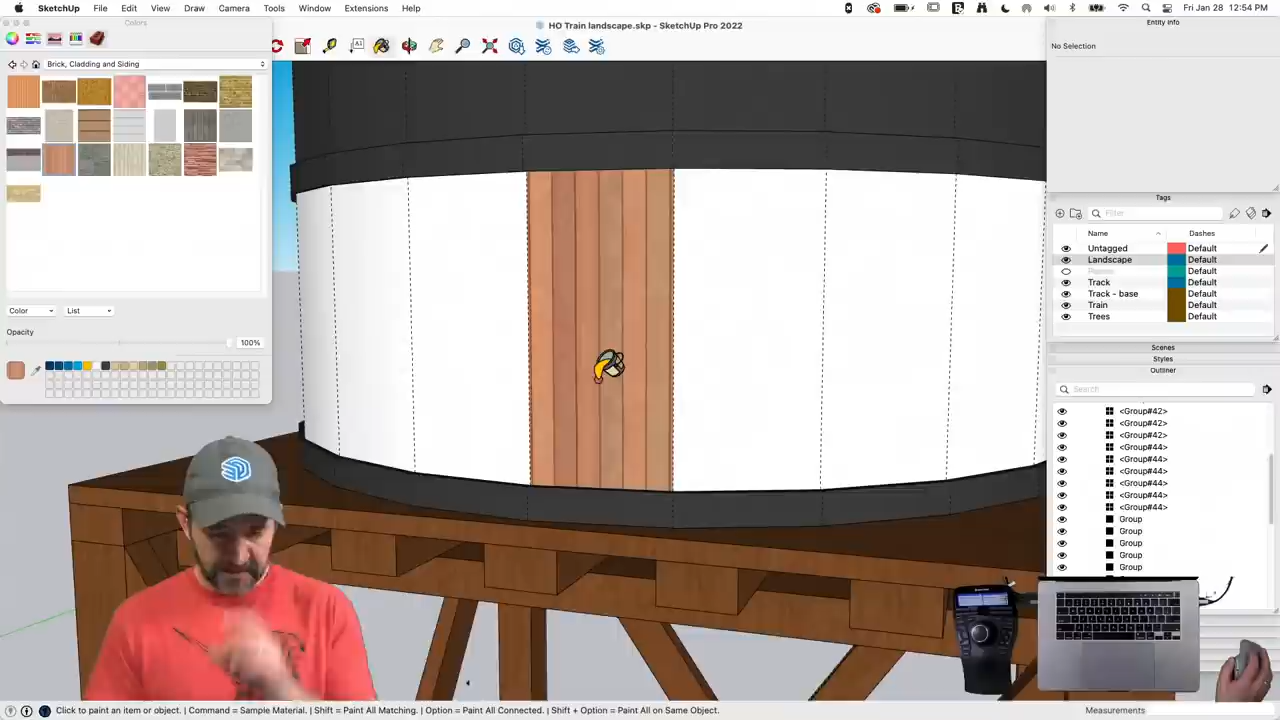 SketchUp File Edit View Draw Camera Tools Window Extensions Help
Fri Jan 28 12:54 PM
Colors
HO Train landscape.skp - SketchUp Pro 2022
Entity Info
No Selection
Brick, Cladding and Siding
Tags
Filter
Name Dashes
Untagged Default
Landscape Default
Default
Track Default
Track - base Default
Train Default
Trees Default
Color List
Opacity
100%
Scenes
Styles
Outliner
Search
<Group#42>
<Group#42>
<Group#42>
<Group#44>
<Group#44>
<Group#44>
<Group#44>
<Group#44>
<Group#44>
Group
Group
Group
Group
Group
Click to paint an item or object. | Command = Sample Material. | Shift = Paint All Matching. | Option = Paint All Connected. | Shift + Option = Paint All on Same Object.
Measurements